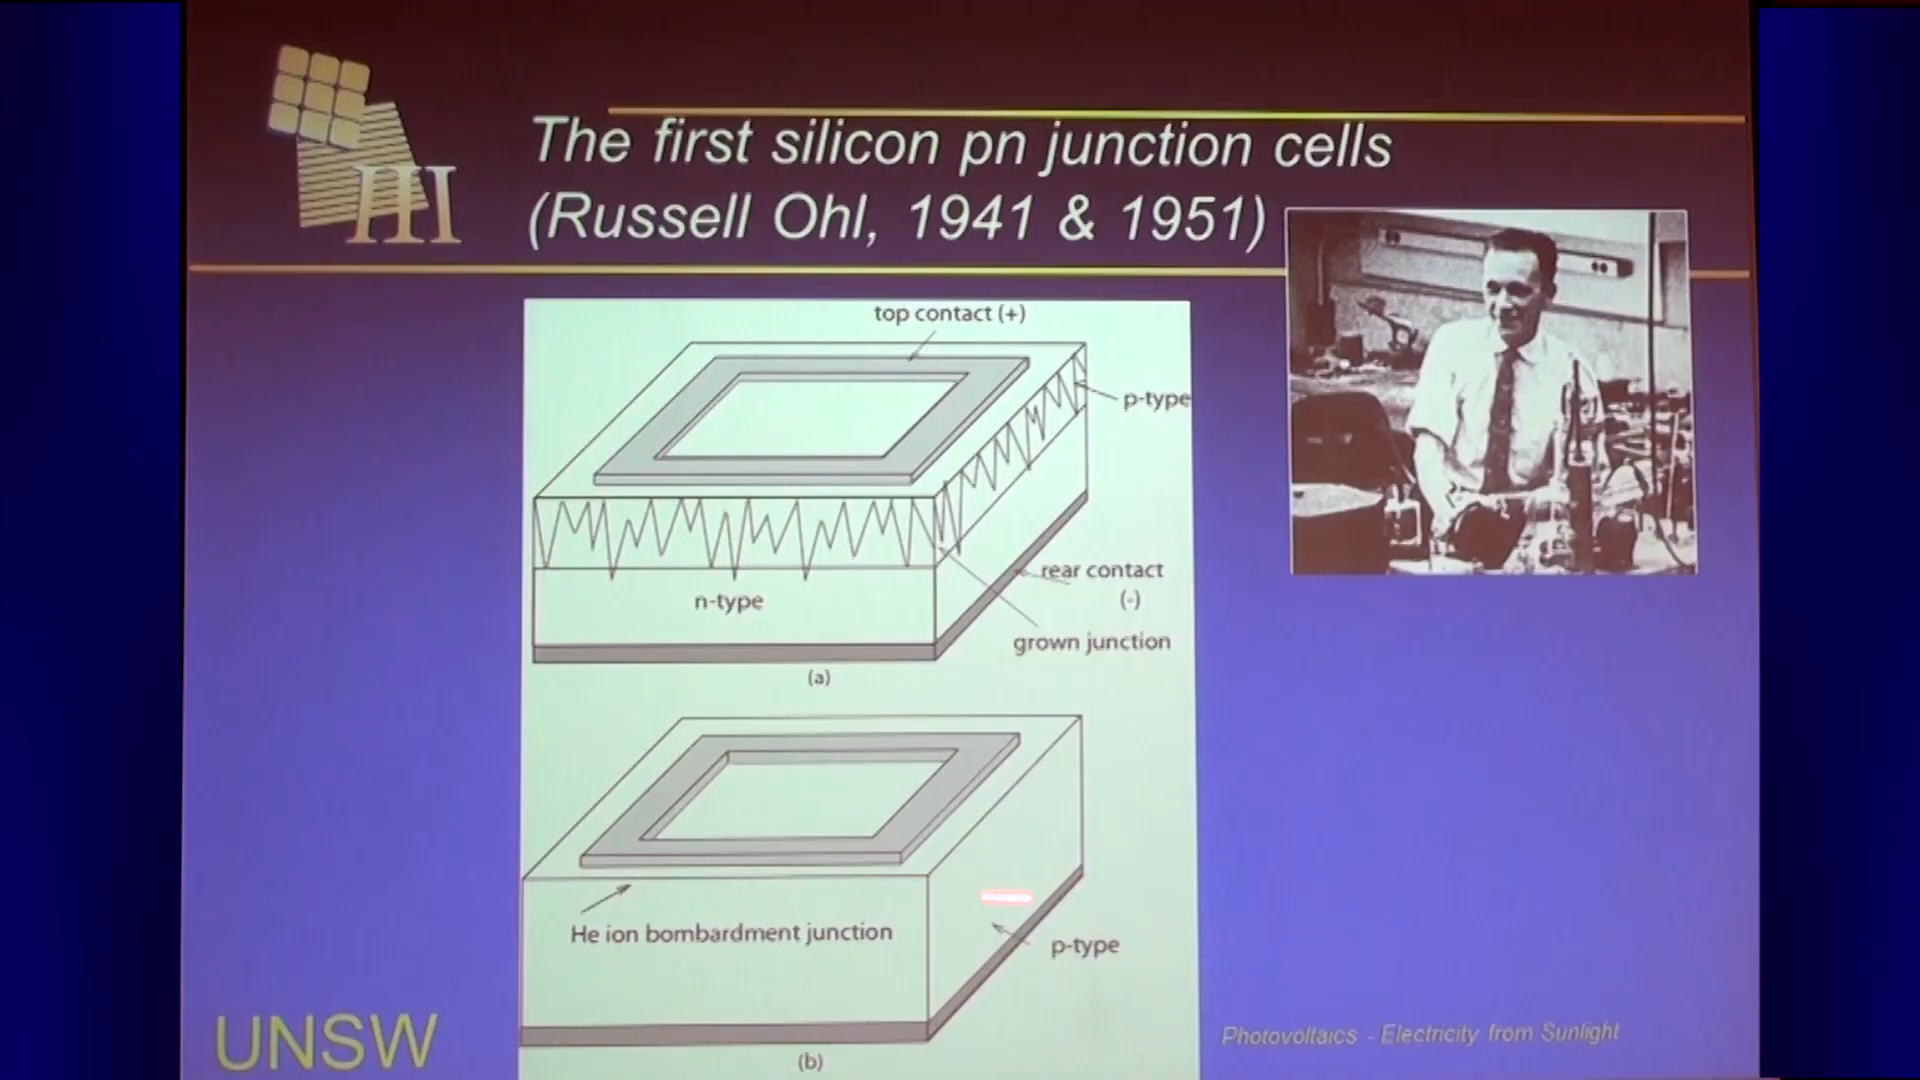 The first silicon pn junction cells
(Russell Ohl, 1941 & 1951)
top contact (+)
p-type
rear contact
(-)
n-type
grown junction
(a)
He ion bombardment junction
p-type
(b)
UNSW
Photovoltaics - Electricity from Sunlight